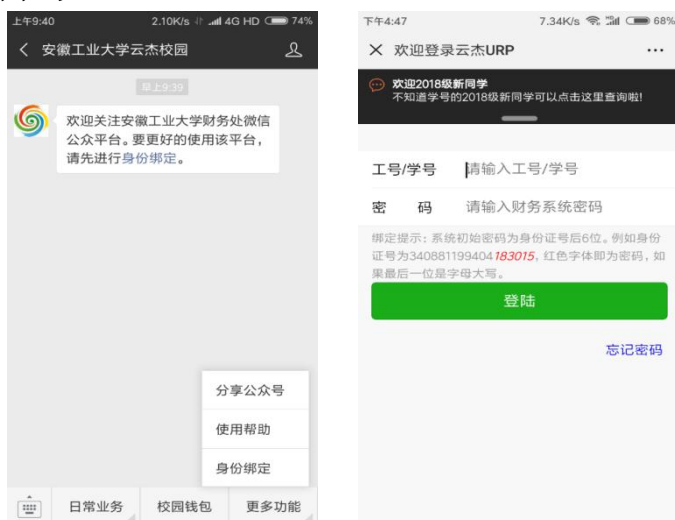 上午9:40
2.10K/s 4G HD 74%
安徽工业大学云杰校园
早上9:39
欢迎关注安徽工业大学财务处微信
公众平台。要更好的使用该平台，
请先进行身份绑定。
分享公众号
使用帮助
身份绑定
日常业务
校园钱包
更多功能
下午4:47
7.34K/s 68%
欢迎登录云杰URP
欢迎2018级新同学
不知道学号的2018级新同学可以点击这里查询啦!
工号/学号 请输入工号/学号
密 码 请输入财务系统密码
绑定提示：系统初始密码为身份证号后6位。例如身份
证号为340881199404183015，红色字体即为密码，如
果最后一位是字母大写。
登陆
忘记密码